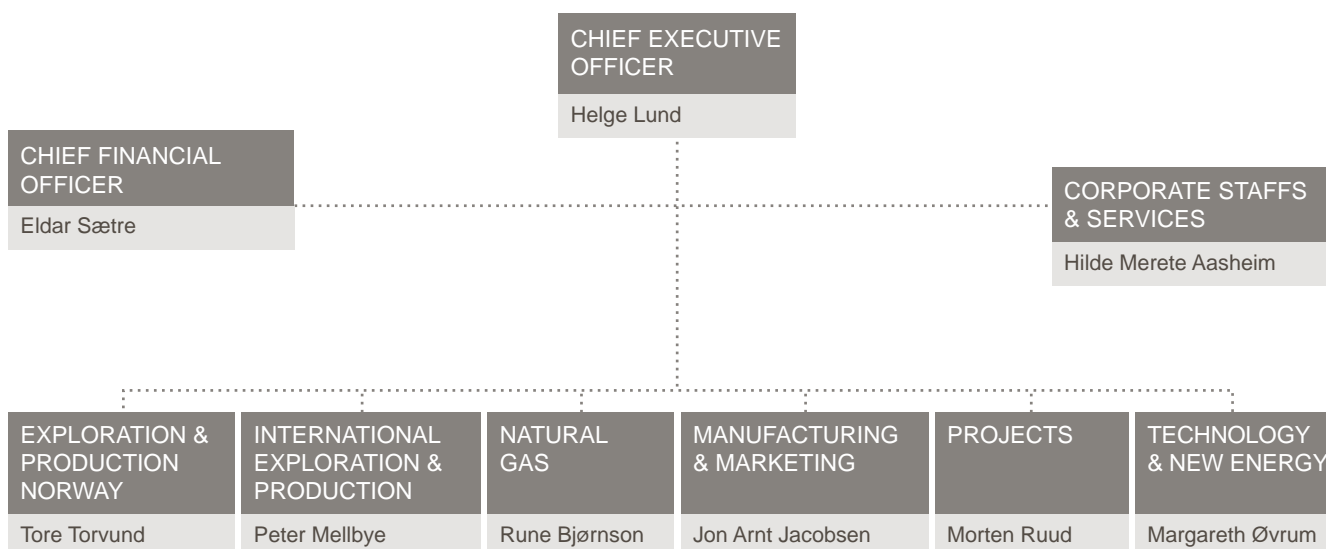 CHIEF EXECUTIVE
OFFICER
Helge Lund
CHIEF FINANCIAL
OFFICER
Eldar Sætre
CORPORATE STAFFS
& SERVICES
Hilde Merete Aasheim
EXPLORATION &
PRODUCTION
NORWAY
Tore Torvund
INTERNATIONAL
EXPLORATION &
PRODUCTION
Peter Mellbye
NATURAL
GAS
Rune Bjørnson
MANUFACTURING
& MARKETING
Jon Arnt Jacobsen
PROJECTS
Morten Ruud
TECHNOLOGY
& NEW ENERGY
Margareth Øvrum